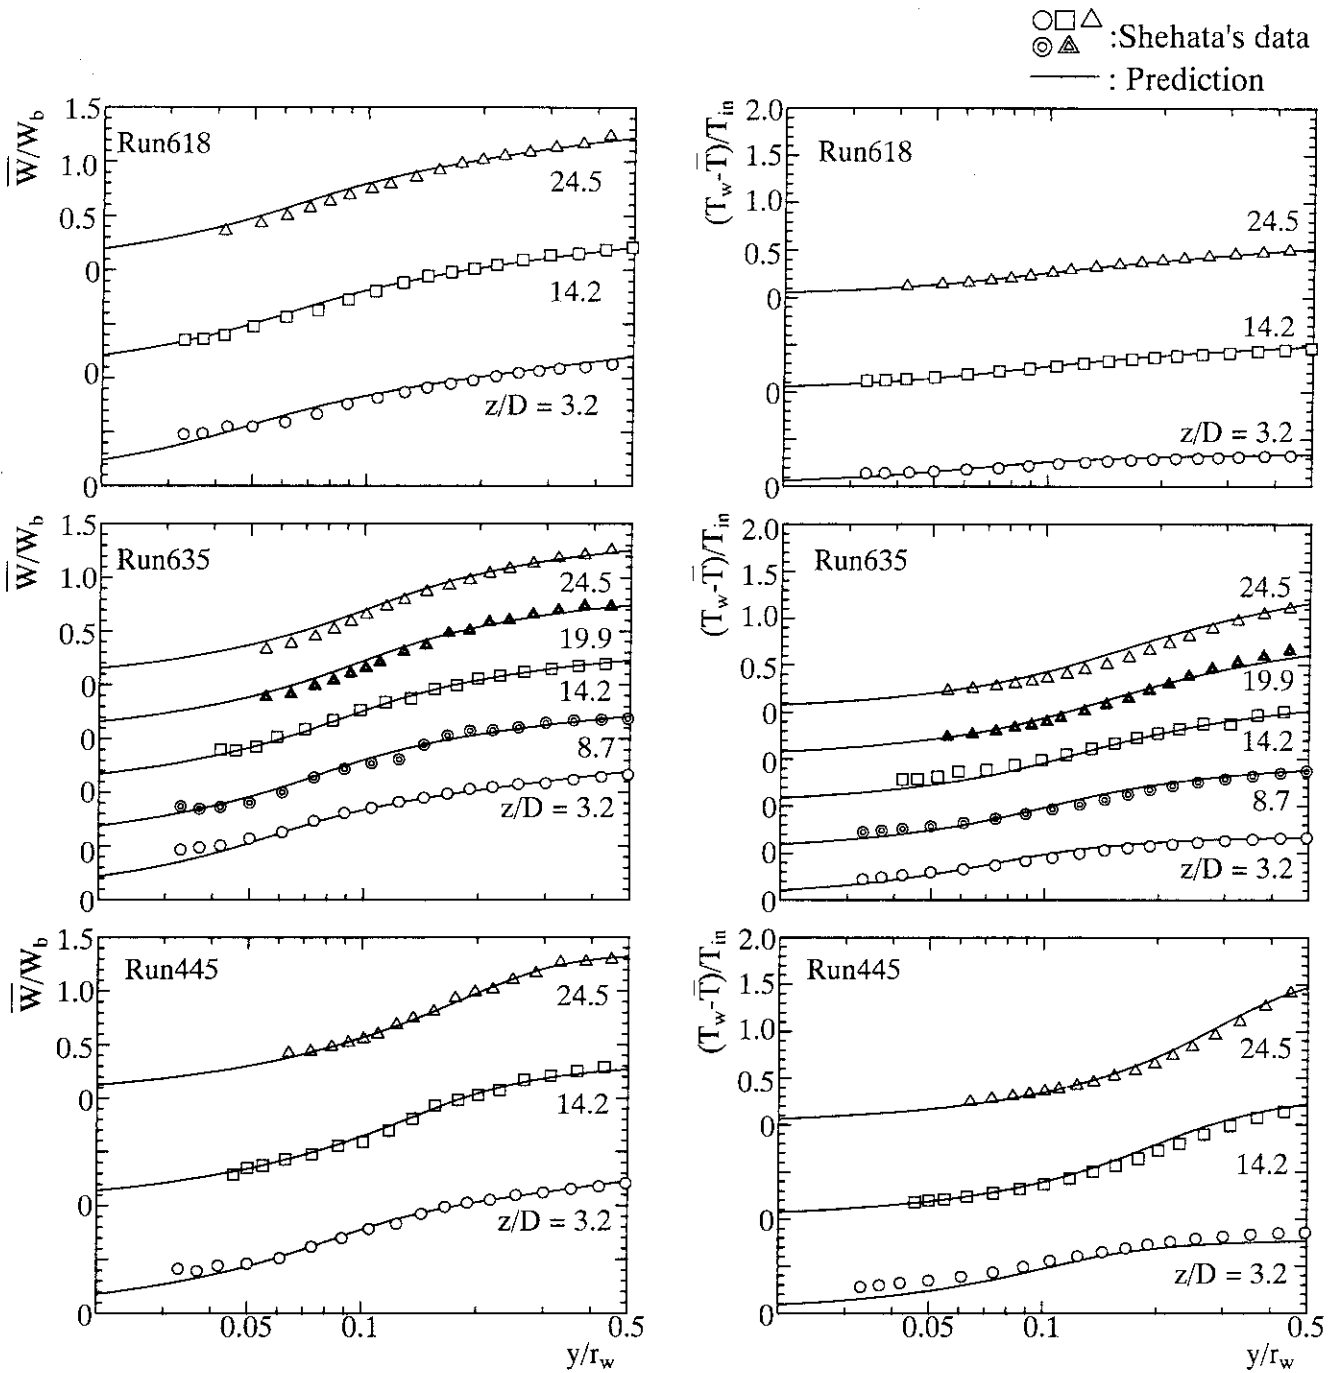 :Shehata's data
: Prediction
W̅/W_b
1.5
1.0
0.5
0
0
0
Run618
24.5
14.2
z/D = 3.2
(T_w-T̅)/T_in
2.0
1.5
1.0
0.5
0
0
0
Run618
24.5
14.2
z/D = 3.2
W̅/W_b
1.5
1.0
0.5
0
0
0
0
Run635
24.5
19.9
14.2
8.7
z/D = 3.2
(T_w-T̅)/T_in
2.0
1.5
1.0
0.5
0
0
0
0
0
Run635
24.5
19.9
14.2
8.7
z/D = 3.2
W̅/W_b
1.5
1.0
0.5
0
0
0
Run445
24.5
14.2
z/D = 3.2
0.05
0.1
0.5
y/r_w
(T_w-T̅)/T_in
2.0
1.5
1.0
0.5
0
0
0
Run445
24.5
14.2
z/D = 3.2
0.05
0.1
0.5
y/r_w